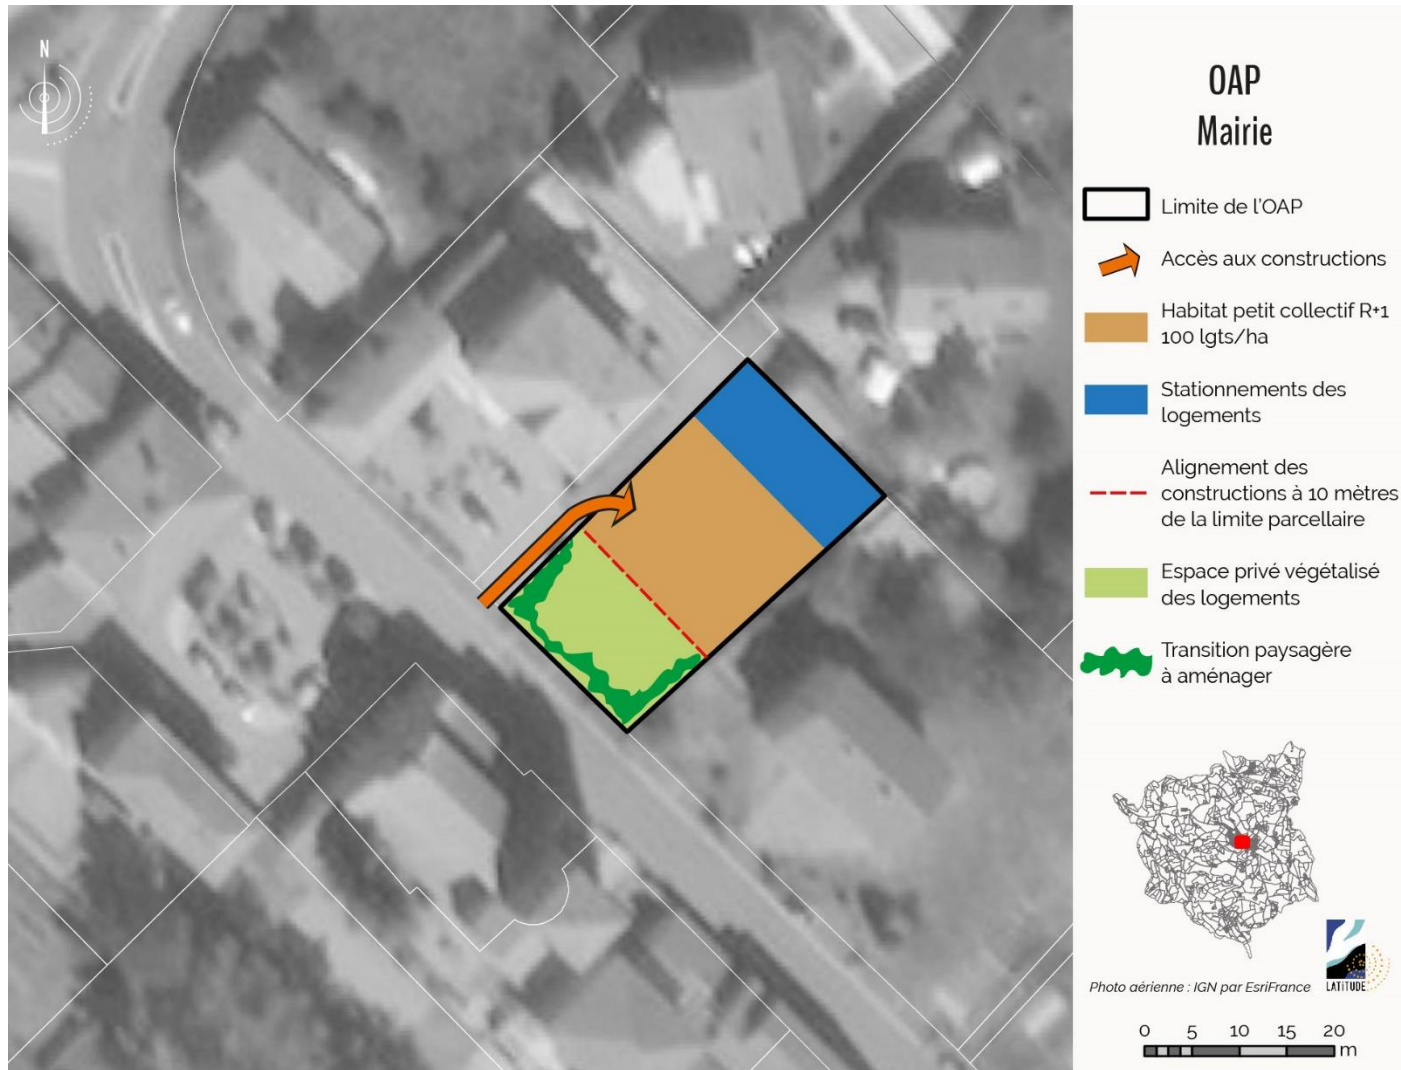 N
OAP
Mairie
Limite de l'OAP
Accès aux constructions
Habitat petit collectif R+1
100 lgts/ha
Stationnements des
logements
Alignement des
constructions à 10 mètres
de la limite parcellaire
Espace privé végétalisé
des logements
Transition paysagère
à aménager
LATiTUDE
Photo aérienne : IGN par EsriFrance
0 5 10 15 20
m